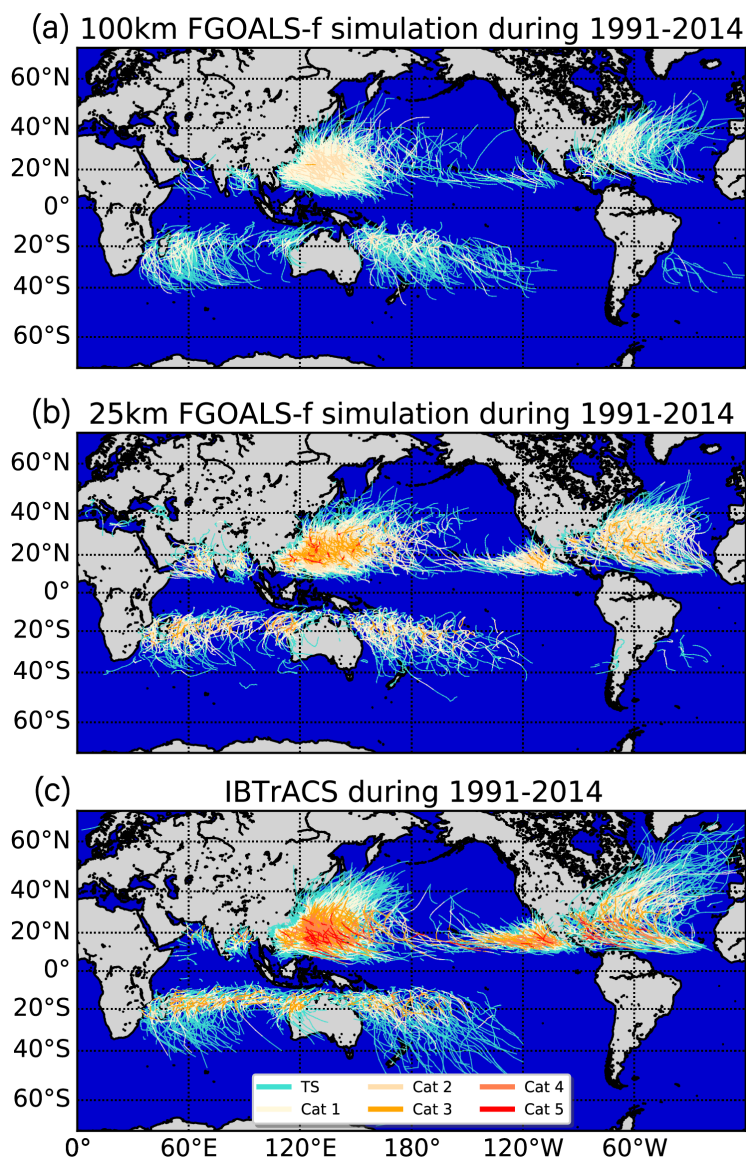 (a) 100km FGOALS-f simulation during 1991-2014
60°N
40°N
20°N
0°
20°S
40°S
60°S
(b) 25km FGOALS-f simulation during 1991-2014
60°N
40°N
20°N
0°
20°S
40°S
60°S
(c) IBTrACS during 1991-2014
60°N
40°N
20°N
0°
20°S
40°S
60°S
TS Cat 2 Cat 4
Cat 1 Cat 3 Cat 5
0° 60°E 120°E 180° 120°W 60°W